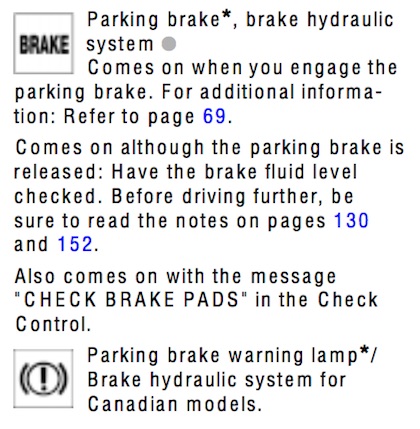 BRAKE
Parking brake*, brake hydraulic
system
Comes on when you engage the
parking brake. For additional informa-
tion: Refer to page 69.
Comes on although the parking brake is
released: Have the brake fluid level
checked. Before driving further, be
sure to read the notes on pages 130
and 152.
Also comes on with the message
"CHECK BRAKE PADS" in the Check
Control.
(!)
Parking brake warning lamp*/
Brake hydraulic system for
Canadian models.